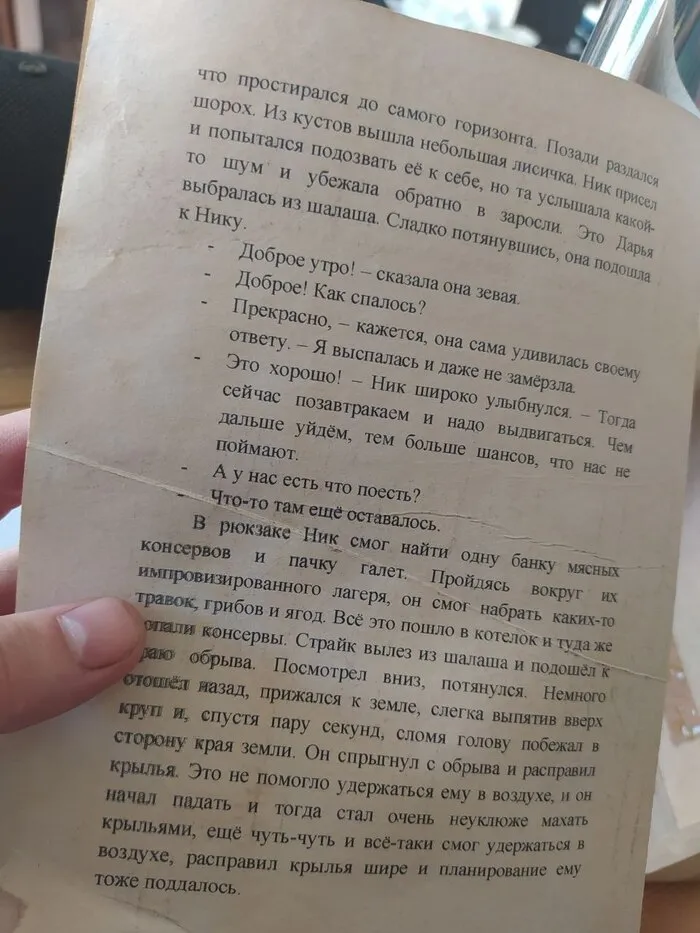 что простирался до самого горизонта. Позади раздался
шорох. Из кустов вышла небольшая лисичка. Ник присел
и попытался подозвать её к себе, но та услышала какой-
то шум и убежала обратно в заросли. Это Дарья
выбралась из шалаша. Сладко потянувшись, она подошла
к Нику.
- Доброе утро! – сказала она зевая.
- Доброе! Как спалось?
- Прекрасно, – кажется, она сама удивилась своему
ответу. – Я выспалась и даже не замёрзла.
- Это хорошо! – Ник широко улыбнулся. – Тогда
сейчас позавтракаем и надо выдвигаться. Чем
дальше уйдём, тем больше шансов, что нас не
поймают.
- А у нас есть что поесть?
- Что-то там ещё оставалось.
В рюкзаке Ник смог найти одну банку мясных
консервов и пачку галет. Пройдясь вокруг их
импровизированного лагеря, он смог набрать каких-то
травок, грибов и ягод. Всё это пошло в котелок и туда же
попали консервы. Страйк вылез из шалаша и подошёл к
краю обрыва. Посмотрел вниз, потянулся. Немного
отошёл назад, прижался к земле, слегка выпятив вверх
круп и, спустя пару секунд, сломя голову побежал в
сторону края земли. Он спрыгнул с обрыва и расправил
крылья. Это не помогло удержаться ему в воздухе, и он
начал падать и тогда стал очень неуклюже махать
крыльями, ещё чуть-чуть и всё-таки смог удержаться в
воздухе, расправил крылья шире и планирование ему
тоже поддалось.